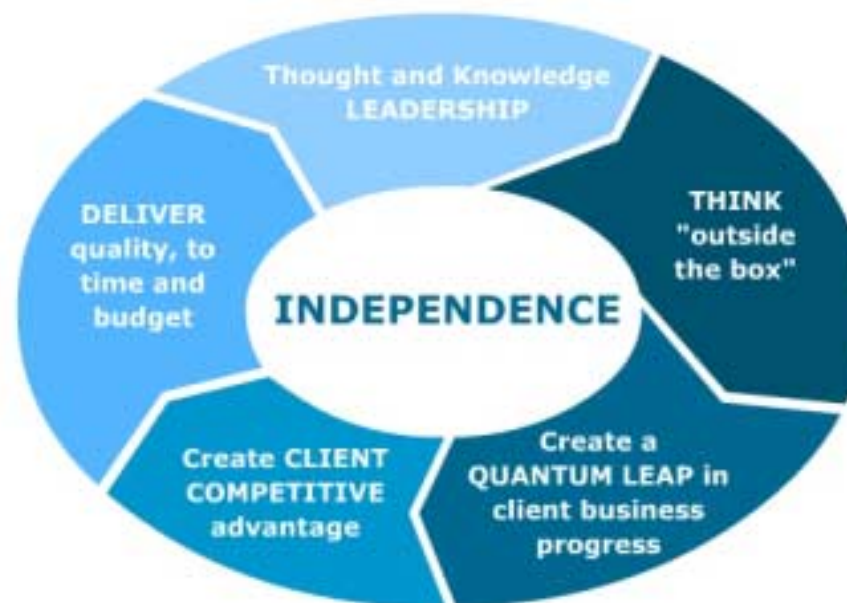 Thought and Knowledge
LEADERSHIP
THINK
"outside
the box"
Create a
QUANTUM LEAP in
client business
progress
Create CLIENT
COMPETITIVE
advantage
DELIVER
quality, to
time and
budget
INDEPENDENCE